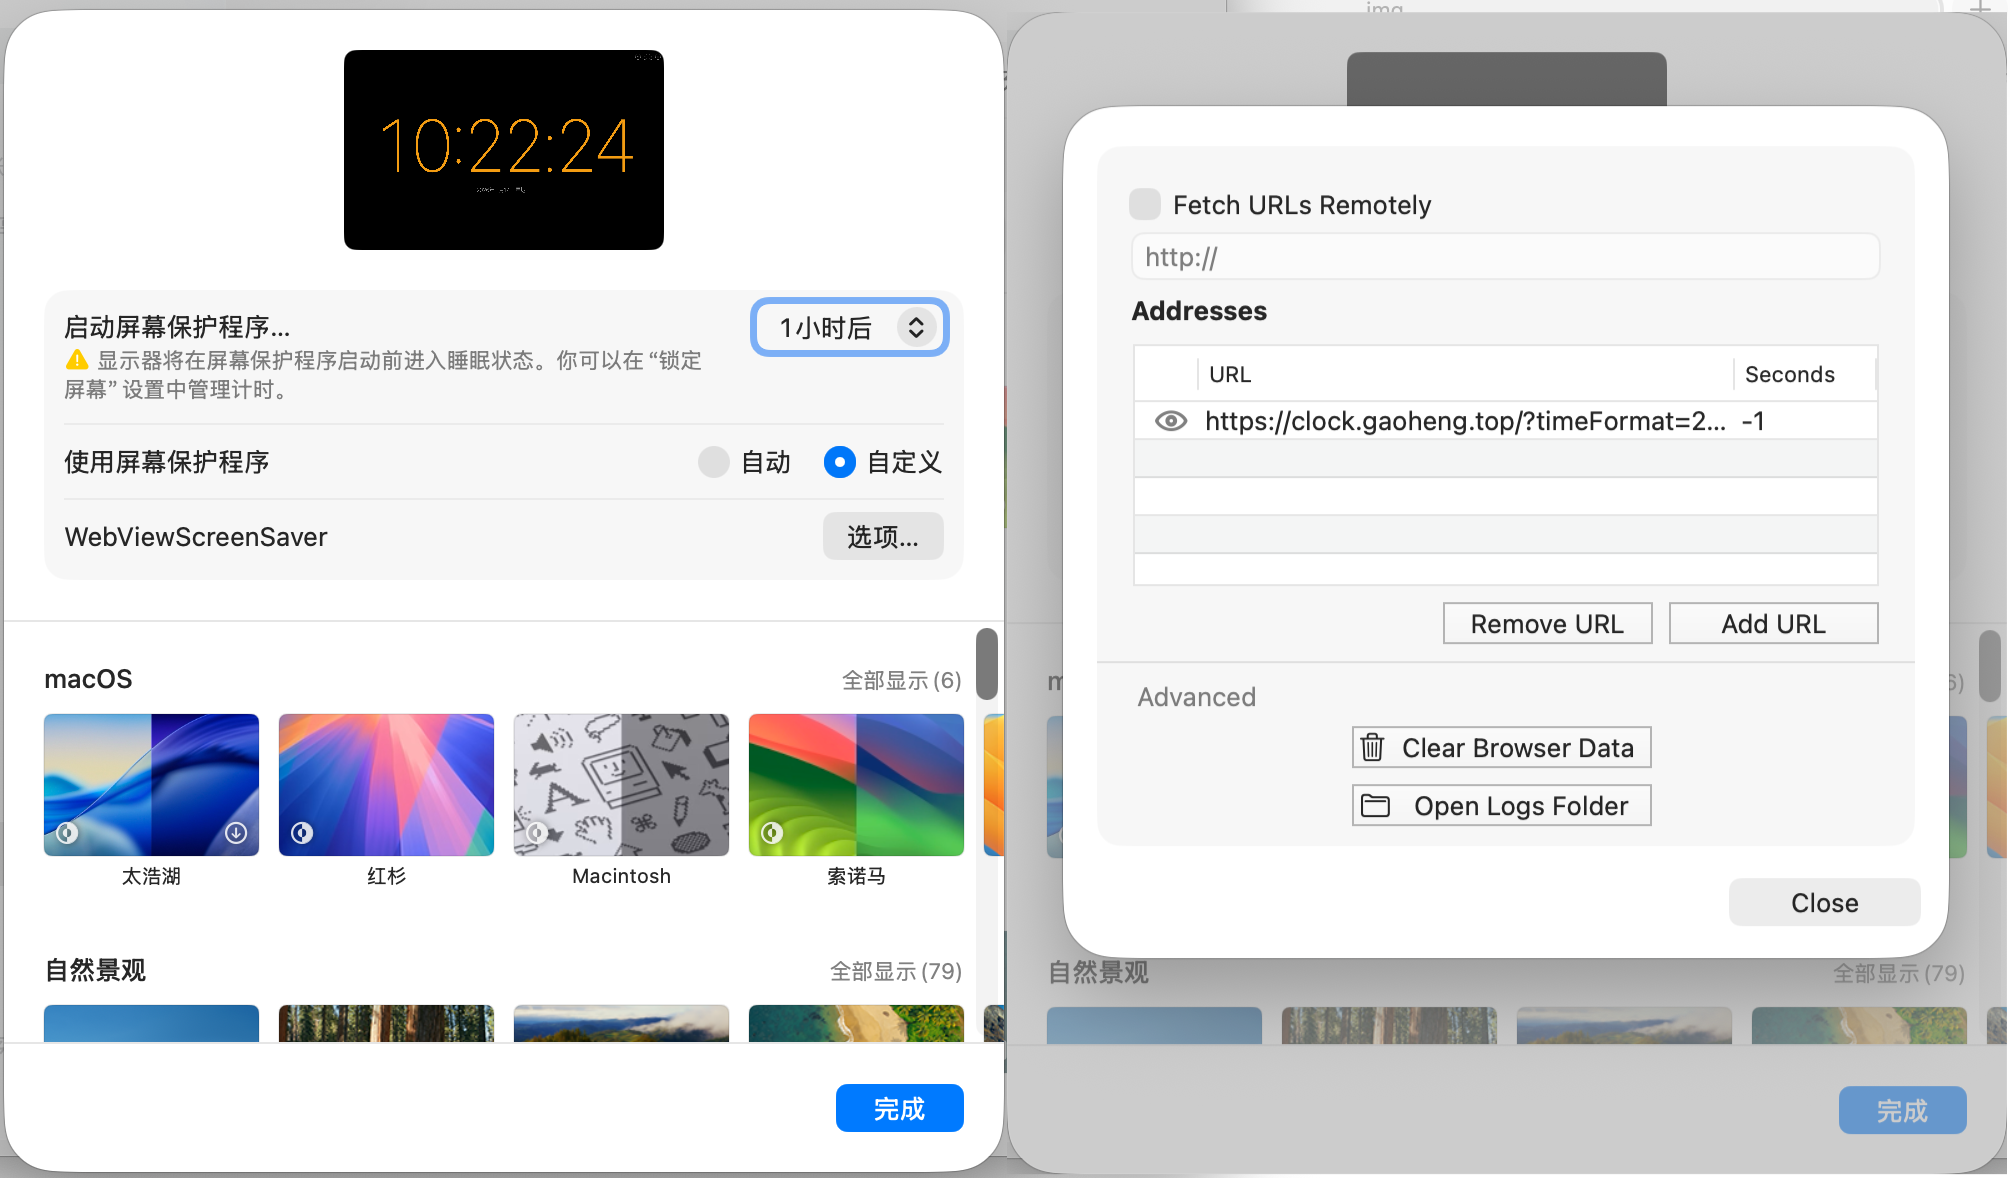 10:22:24
启动屏幕保护程序...
1小时后
显示器将在屏幕保护程序启动前进入睡眠状态。你可以在“锁定
屏幕”设置中管理计时。
使用屏幕保护程序
自动
自定义
WebViewScreenSaver
选项...
macOS
全部显示 (6)
太浩湖
红杉
Macintosh
索诺马
自然景观
全部显示 (79)
完成
img
Fetch URLs Remotely
http://
Addresses
URL
Seconds
https://clock.gaoheng.top/?timeFormat=2...
-1
Remove URL
Add URL
Advanced
Clear Browser Data
Open Logs Folder
Close
6)
自然景观
全部显示 (79)
完成